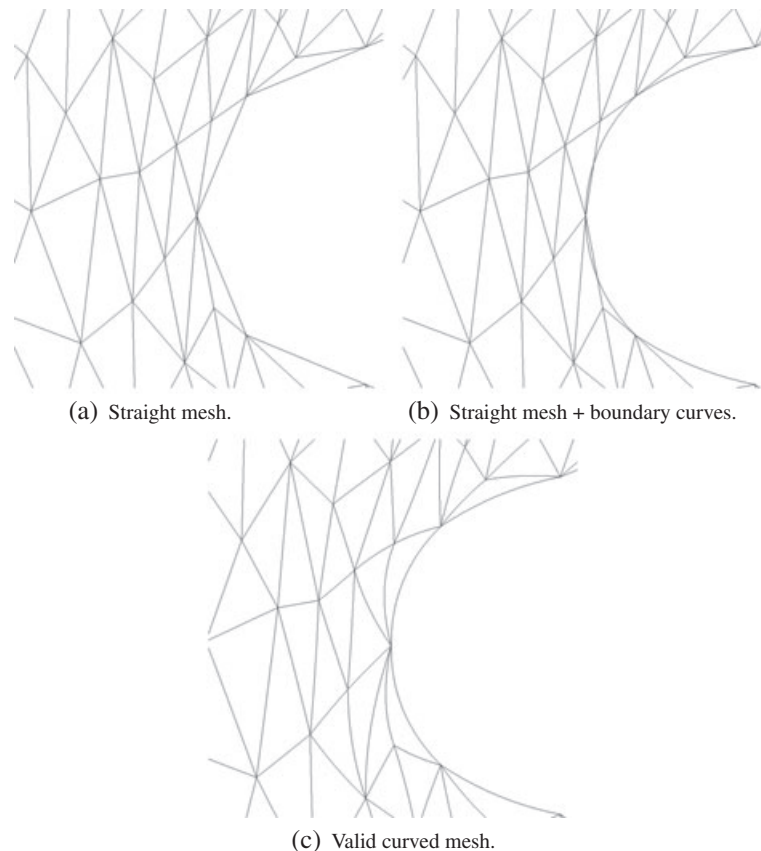 (a) Straight mesh.
(b) Straight mesh + boundary curves.
(c) Valid curved mesh.